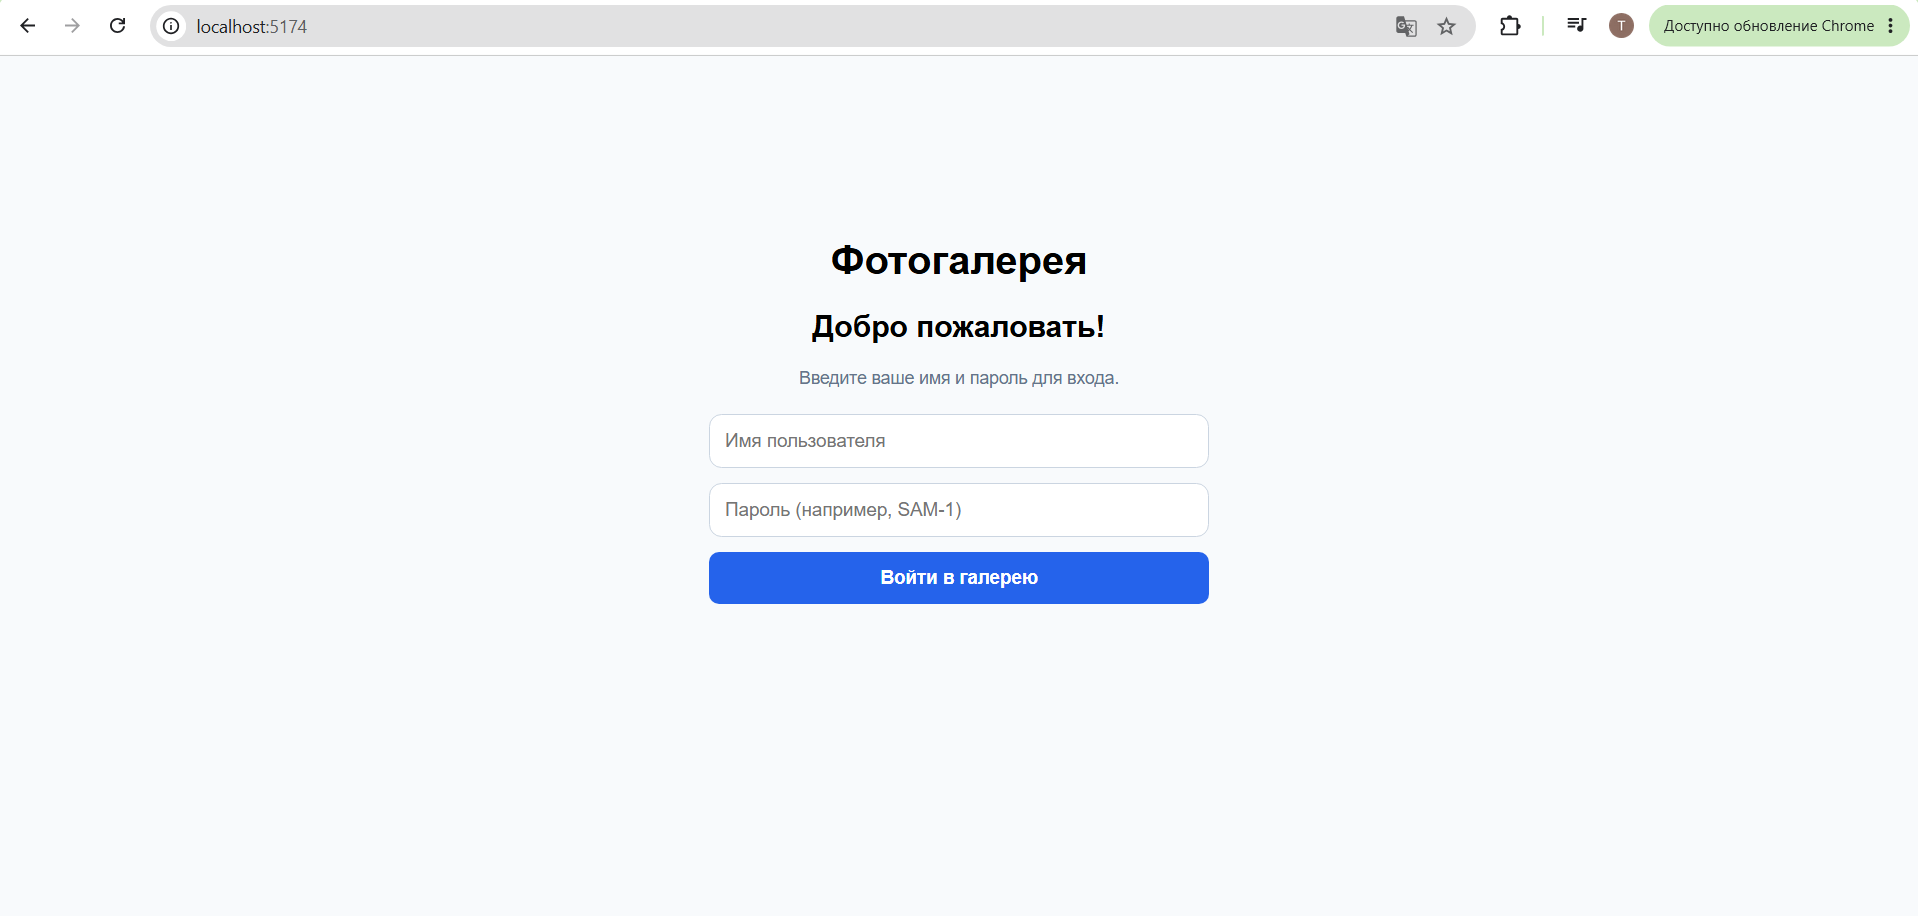 localhost:5174
T
Доступно обновление Chrome
Фотогалерея
Добро пожаловать!
Введите ваше имя и пароль для входа.
Имя пользователя
Пароль (например, SAM-1)
Войти в галерею